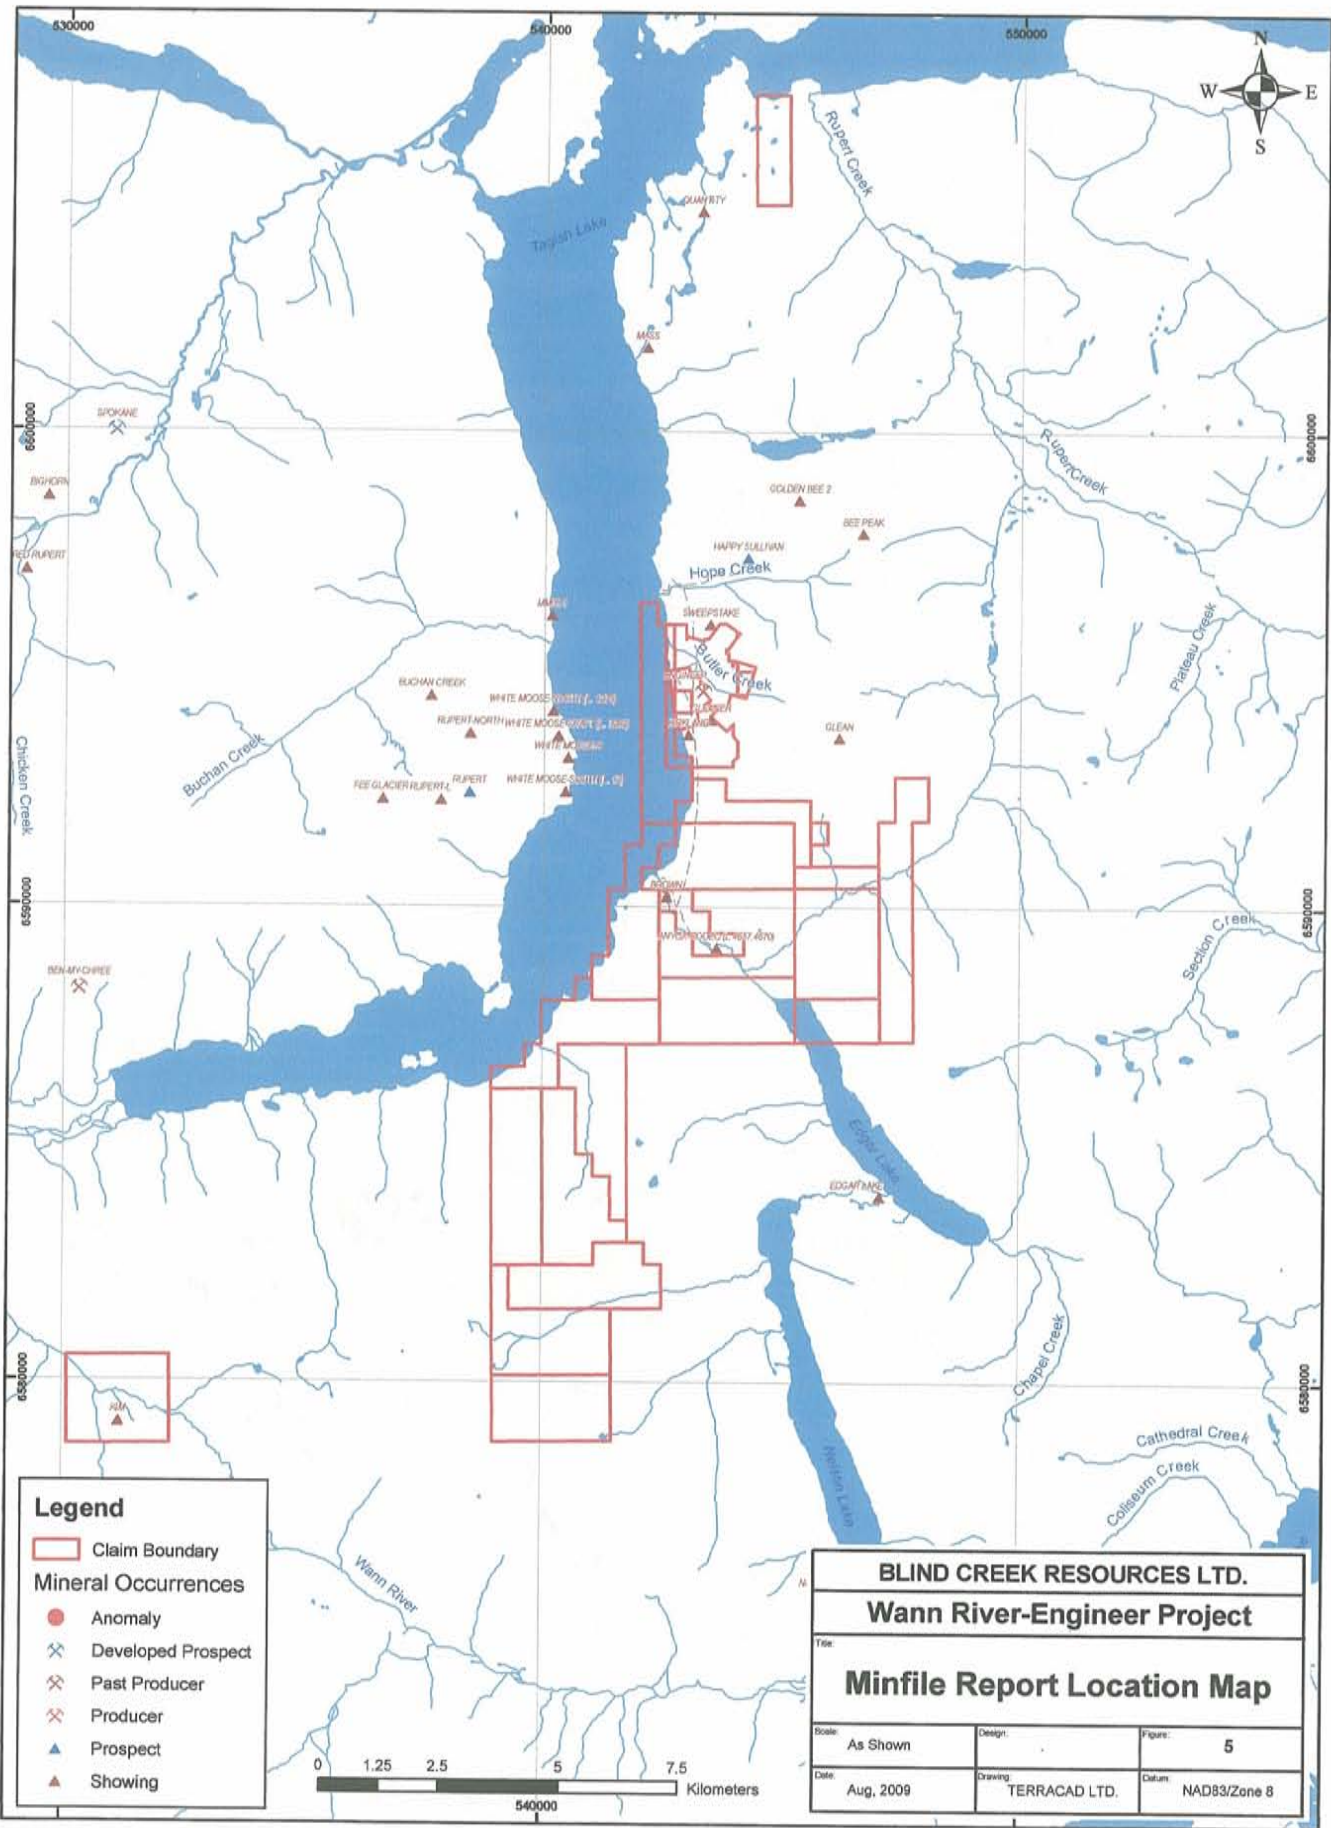 530000
540000
550000
N
W E
S
Rupert Creek
Tagish Lake
MASS
SPOKANE
6600000
6600000
BIGHORN
Rupert Creek
GOLDEN BEE 2
BEE PEAK
RED RUPERT
HAPPY SULLIVAN
Hope Creek
SWEEPSTAKE
Butler Creek
Plateau Creek
BUCHAN CREEK
RUPERT-NORTH
GLEANER
GLEAN
Buchan Creek
Chicken Creek
RUPERT
BROWN
6590000
6590000
Section Creek
BEN-MY-CHREE
Edgar Lake
EDGAR LAKE
Chapel Creek
6580000
6580000
KIM
Cathedral Creek
Coliseum Creek
Nelson Lake
Wann River
Legend
Claim Boundary
Mineral Occurrences
Anomaly
Developed Prospect
Past Producer
Producer
Prospect
Showing
0 1.25 2.5 5 7.5
Kilometers
540000
BLIND CREEK RESOURCES LTD.
Wann River-Engineer Project
Title:
Minfile Report Location Map
Scale: As Shown
Design:
Figure: 5
Date: Aug, 2009
Drawing: TERRACAD LTD.
Datum: NAD83/Zone 8